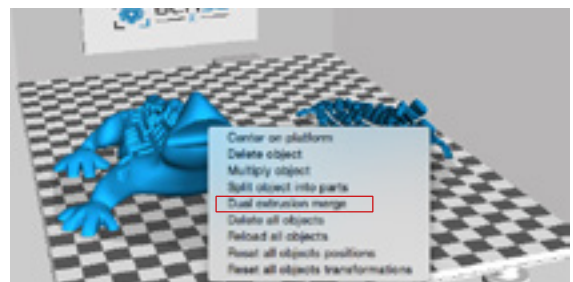 Center on platform
Delete object
Multiply object
Split object into parts
Dual extrusion merge
Delete all objects
Reload all objects
Reset all objects positions
Reset all objects transformations